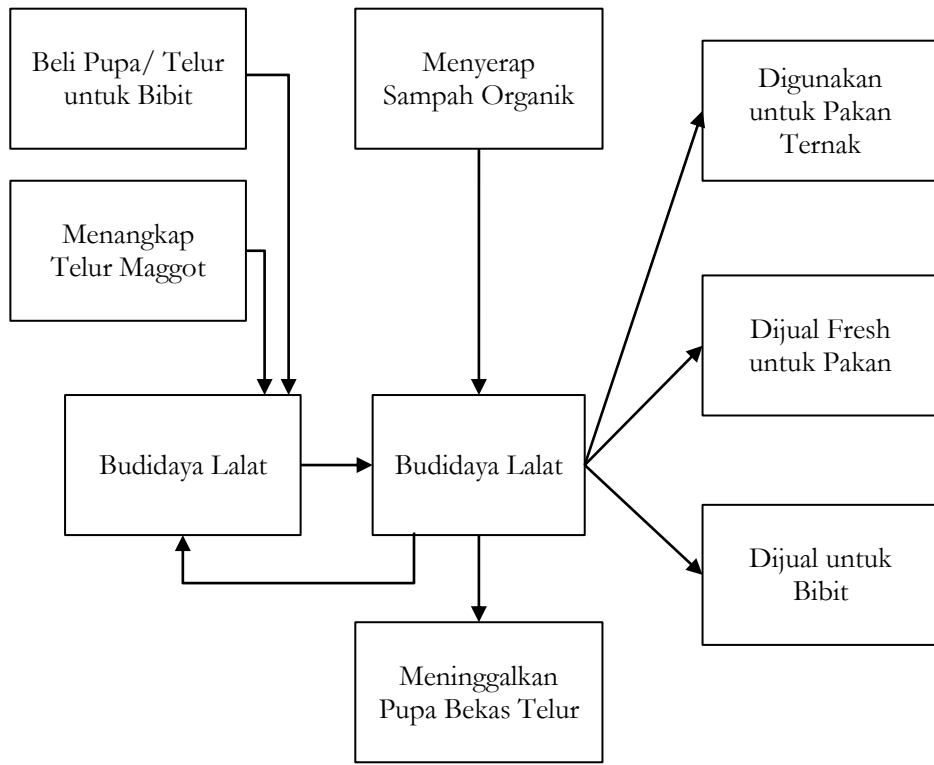 Beli Pupa/ Telur
untuk Bibit
Menyerap
Sampah Organik
Digunakan
untuk Pakan
Ternak
Menangkap
Telur Maggot
Dijual Fresh
untuk Pakan
Budidaya Lalat
Budidaya Lalat
Dijual untuk
Bibit
Meninggalkan
Pupa Bekas Telur